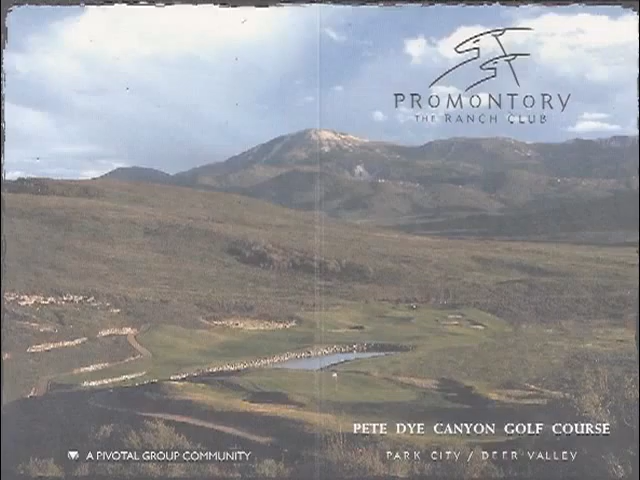 PROMONTORY
THE RANCH CLUB
PETE DYE CANYON GOLF COURSE
A PIVOTAL GROUP COMMUNITY
PARK CITY / DEER VALLEY